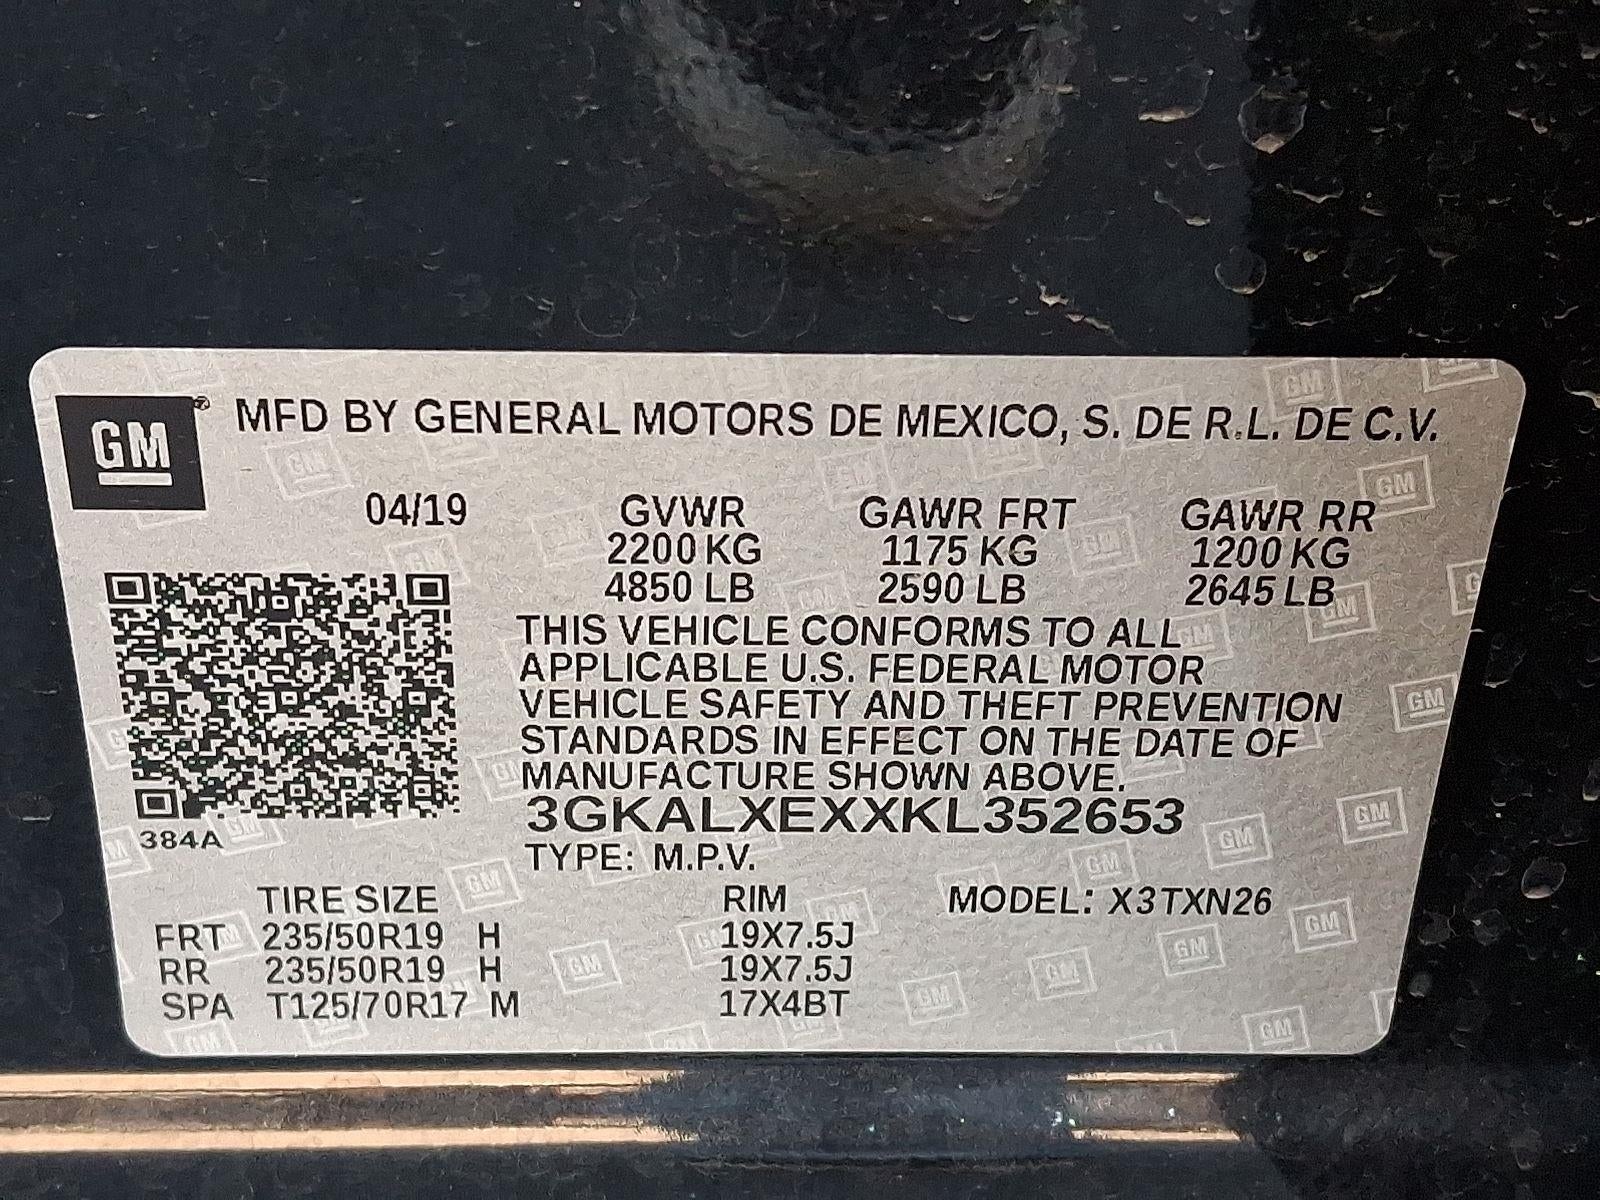 GM® MFD BY GENERAL MOTORS DE MEXICO, S. DE R.L. DE C.V.
04/19 GVWR GAWR FRT GAWR RR
2200 KG 1175 KG 1200 KG
4850 LB 2590 LB 2645 LB
THIS VEHICLE CONFORMS TO ALL
APPLICABLE U.S. FEDERAL MOTOR
VEHICLE SAFETY AND THEFT PREVENTION
STANDARDS IN EFFECT ON THE DATE OF
MANUFACTURE SHOWN ABOVE.
3GKALXEXXKL352653
384A
TYPE: M.P.V.
TIRE SIZE RIM MODEL: X3TXN26
FRT 235/50R19 H 19X7.5J
RR 235/50R19 H 19X7.5J
SPA T125/70R17 M 17X4BT